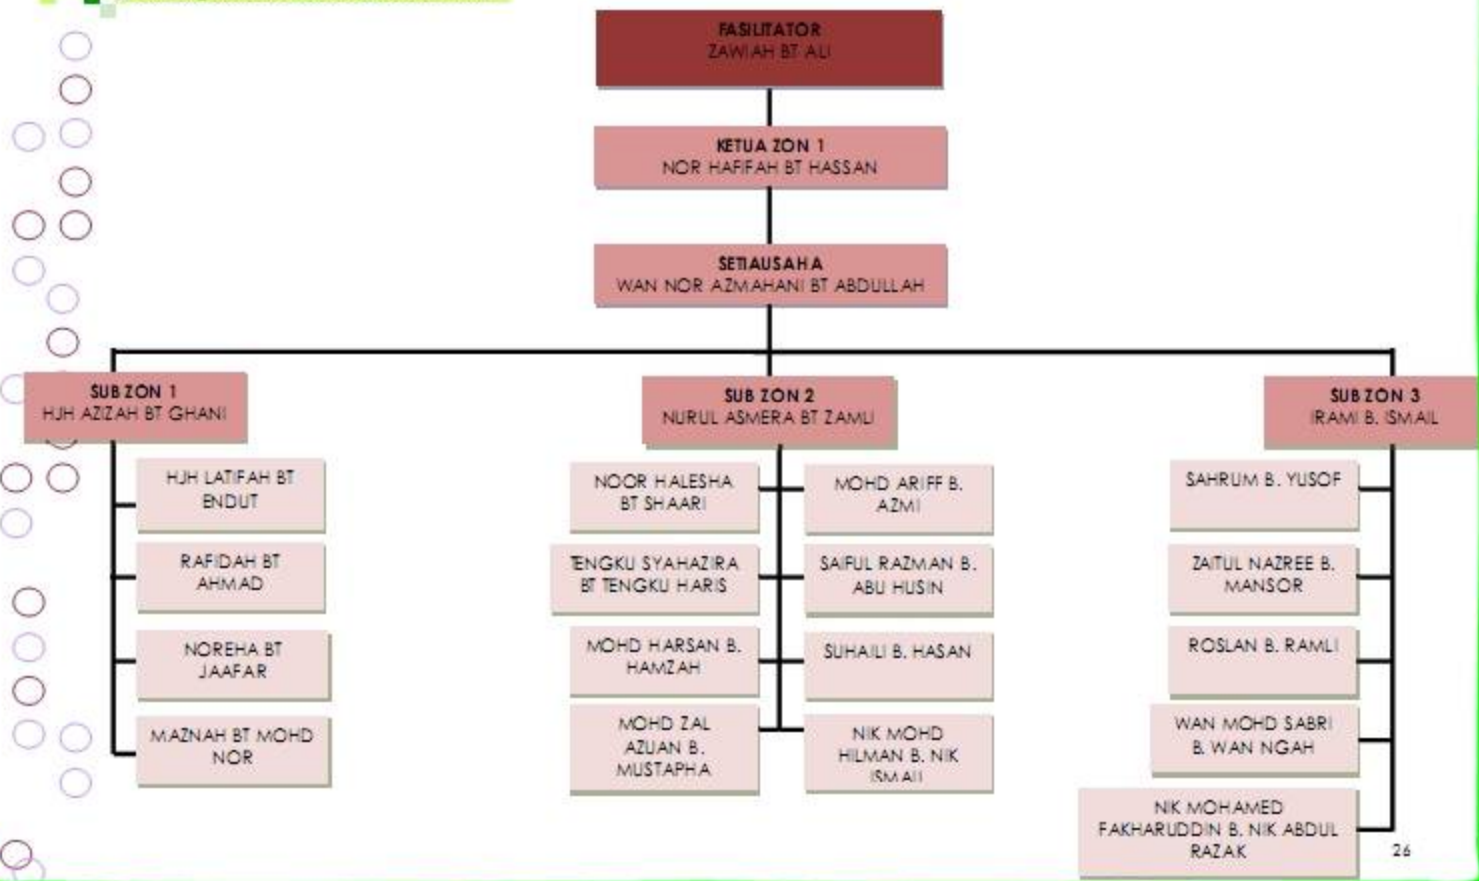 FASILITATOR
ZAWIAH BT ALI
KETUA ZON 1
NOR HAFIFAH BT HASSAN
SETIAUSAHA
WAN NOR AZMAHANI BT ABDULLAH
SUB ZON 1
HJH AZIZAH BT GHANI
HJH LATIFAH BT
ENDUT
RAFIDAH BT
AHMAD
NOREHA BT
JAAFAR
MAZNAH BT MOHD
NOR
SUB ZON 2
NURUL ASMERA BT ZAMLI
NOOR HALESHA
BT SHAARI
MOHD ARIFF B.
AZMI
TENGKU SYAHAZIRA
BT TENGKU HARIS
SAIFUL RAZMAN B.
ABU HUSIN
MOHD HARSAN B.
HAMZAH
SUHAILI B. HASAN
MOHD ZAL
AZUAN B.
MUSTAPHA
NIK MOHD
HILMAN B. NIK
ISMAIL
SUB ZON 3
IRAMI B. ISMAIL
SAHRUM B. YUSOF
ZAITUL NAZREE B.
MANSOR
ROSLAN B. RAMLI
WAN MOHD SABRI
B. WAN NGAH
NIK MOHAMED
FAKHARUDDIN B. NIK ABDUL
RAZAK
26